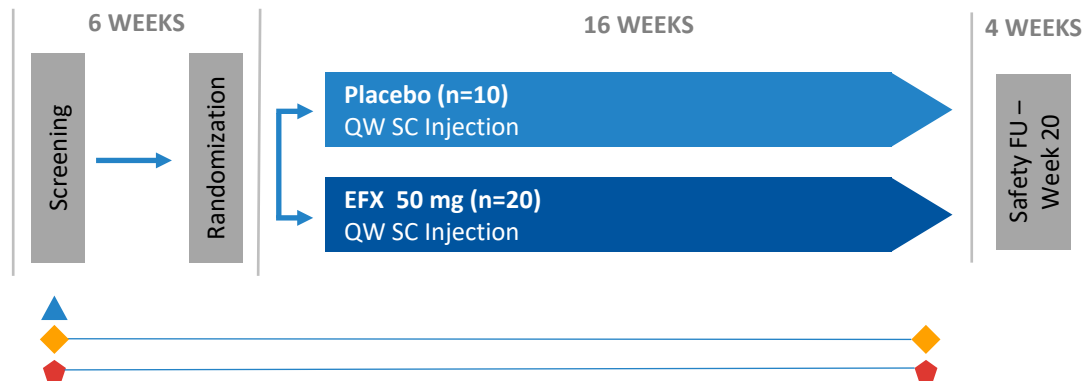 6 WEEKS
16 WEEKS
4 WEEKS
Screening
Randomization
Placebo (n=10)
QW SC Injection
EFX 50 mg (n=20)
QW SC Injection
Safety FU –
Week 20